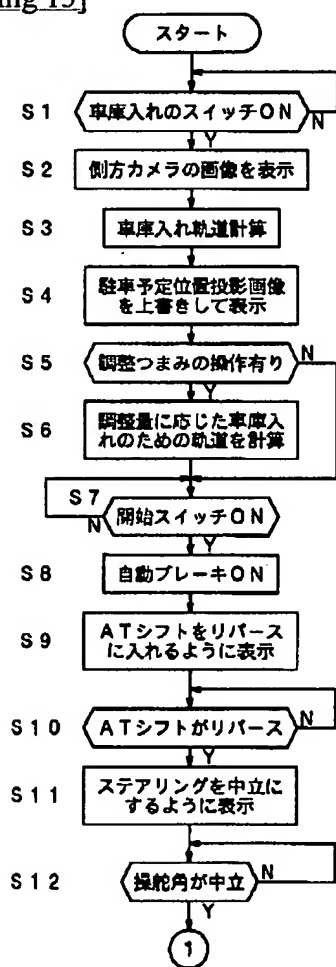 ing 15]
スタート
S1
車庫入れのスイッチON
N
Y
S2
側方カメラの画像を表示
S3
車庫入れ軌道計算
S4
駐車予定位置投影画像
を上書きして表示
S5
調整つまみの操作有り
N
Y
S6
調整量に応じた車庫入
れのための軌道を計算
S7
開始スイッチON
N
Y
S8
自動ブレーキON
S9
ATシフトをリバース
に入れるように表示
S10
ATシフトがリバース
N
Y
S11
ステアリングを中立に
するように表示
S12
操舵角が中立
N
Y
1